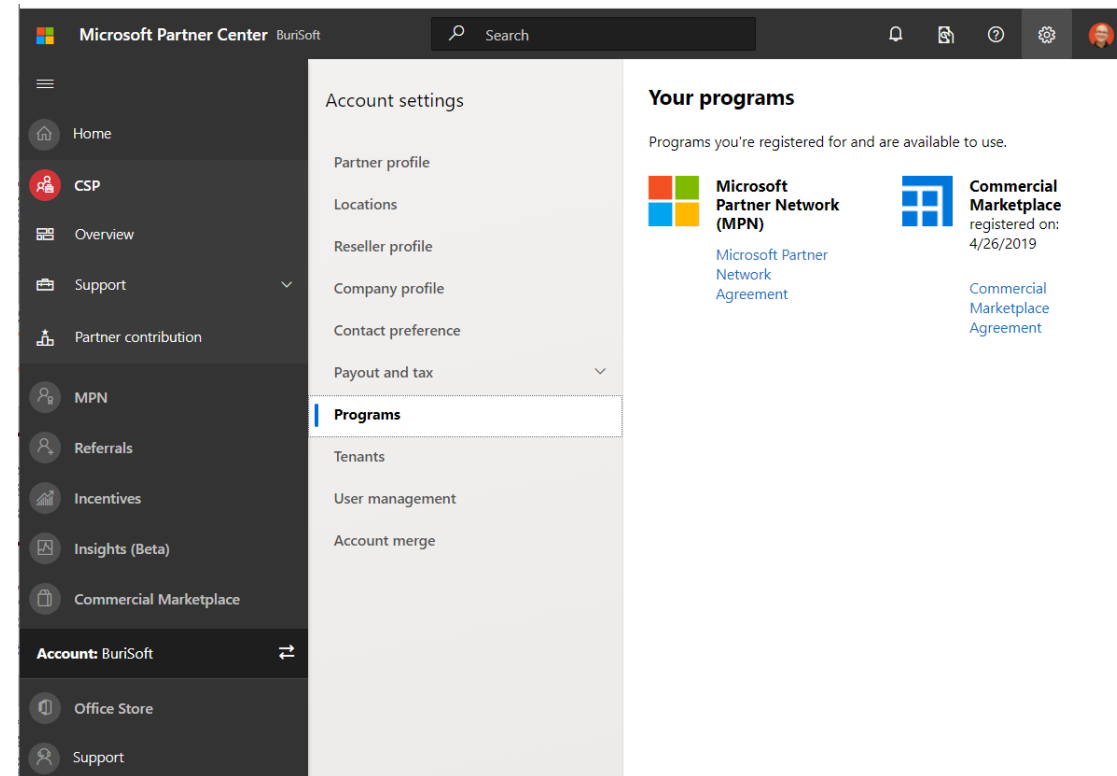 Microsoft Partner Center BuriSoft
Search
Home
CSP
Overview
Support
Partner contribution
MPN
Referrals
Incentives
Insights (Beta)
Commercial Marketplace
Account: BuriSoft
Office Store
Support
Account settings
Partner profile
Locations
Reseller profile
Company profile
Contact preference
Payout and tax
Programs
Tenants
User management
Account merge
Your programs
Programs you're registered for and are available to use.
Microsoft
Partner Network
(MPN)
Microsoft Partner
Network
Agreement
Commercial
Marketplace
registered on:
4/26/2019
Commercial
Marketplace
Agreement